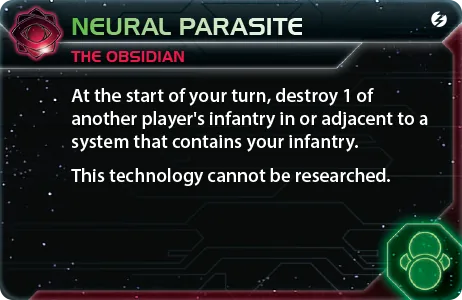 NEURAL PARASITE
THE OBSIDIAN
At the start of your turn, destroy 1 of
another player's infantry in or adjacent to a
system that contains your infantry.
This technology cannot be researched.